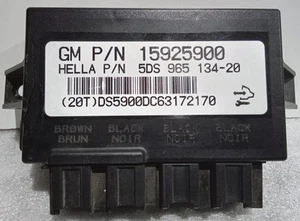 GM P/N 15925900
HELLA P/N 5DS 965 134-20
(20T)DS5900DC63172170
BROWN BLACK BLACK BLACK
BRUN NOIR NOIR NOIR